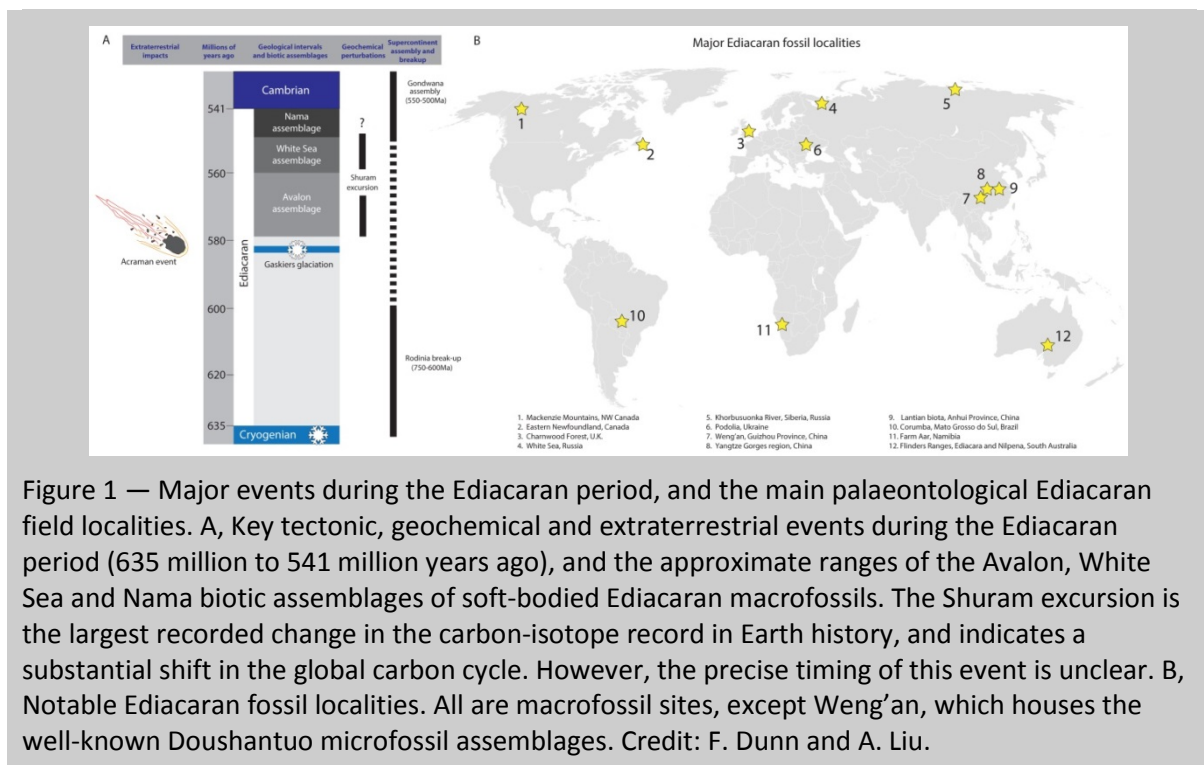 A
Extraterrestrial
impacts
Millions of
years ago
Geological intervals
and biotic assemblages
Geochemical
perturbations
Supercontinent
assembly and
breakup
541
560
580
600
620
635
Ediacaran
Cambrian
Nama
assemblage
White Sea
assemblage
Avalon
assemblage
Gaskiers glaciation
Cryogenian
Acraman event
?
Shuram
excursion
Gondwana
assembly
(550-500Ma)
Rodinia break-up
(750-600Ma)
B
Major Ediacaran fossil localities
1
2
3
4
5
6
7
8
9
10
11
12
1. Mackenzie Mountains, NW Canada
2. Eastern Newfoundland, Canada
3. Charnwood Forest, U.K.
4. White Sea, Russia
5. Khorbusuonka River, Siberia, Russia
6. Podolia, Ukraine
7. Weng'an, Guizhou Province, China
8. Yangtze Gorges region, China
9. Lantian biota, Anhui Province, China
10. Corumba, Mato Grosso do Sul, Brazil
11. Farm Aar, Namibia
12. Flinders Ranges, Ediacara and Nilpena, South Australia
Figure 1 — Major events during the Ediacaran period, and the main palaeontological Ediacaran
field localities. A, Key tectonic, geochemical and extraterrestrial events during the Ediacaran
period (635 million to 541 million years ago), and the approximate ranges of the Avalon, White
Sea and Nama biotic assemblages of soft-bodied Ediacaran macrofossils. The Shuram excursion is
the largest recorded change in the carbon-isotope record in Earth history, and indicates a
substantial shift in the global carbon cycle. However, the precise timing of this event is unclear. B,
Notable Ediacaran fossil localities. All are macrofossil sites, except Weng’an, which houses the
well-known Doushantuo microfossil assemblages. Credit: F. Dunn and A. Liu.